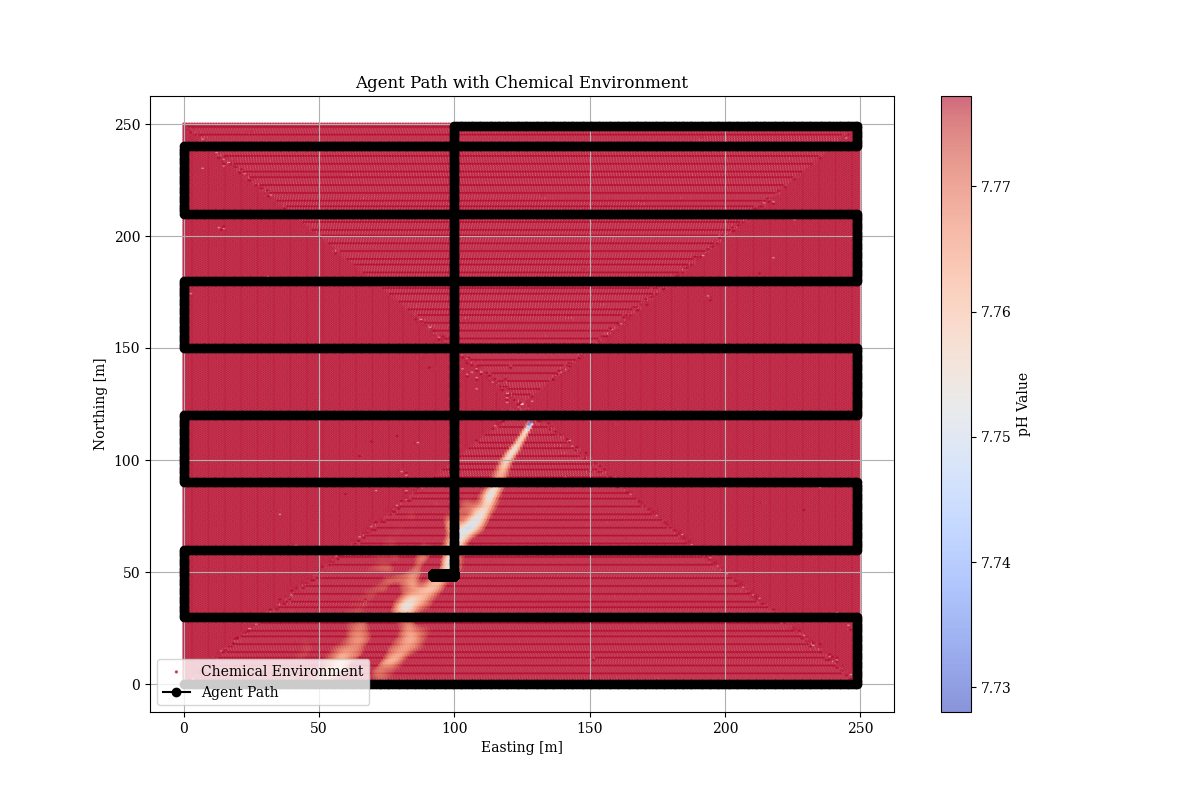 Agent Path with Chemical Environment
250
200
150
100
50
0
Northing [m]
Chemical Environment
Agent Path
0
50
100
150
200
250
Easting [m]
7.77
7.76
7.75
7.74
7.73
pH Value